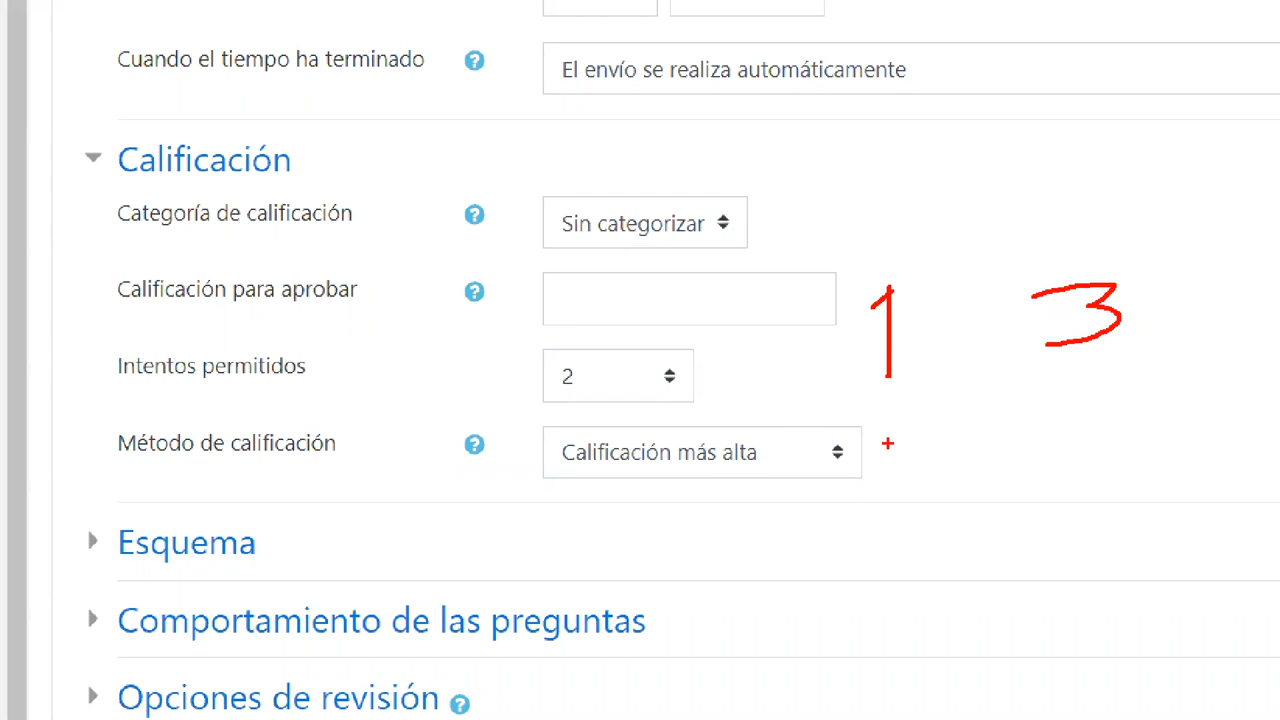 Cuando el tiempo ha terminado
El envío se realiza automáticamente
Calificación
Categoría de calificación
Sin categorizar
Calificación para aprobar
1 3
Intentos permitidos
2
Método de calificación
Calificación más alta
Esquema
Comportamiento de las preguntas
Opciones de revisión